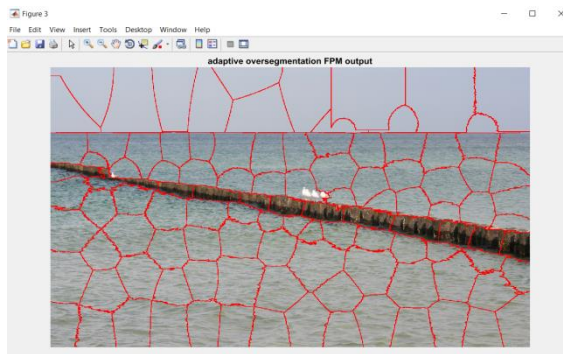 Figure 3
File Edit View Insert Tools Desktop Window Help
adaptive oversegmentation FPM output